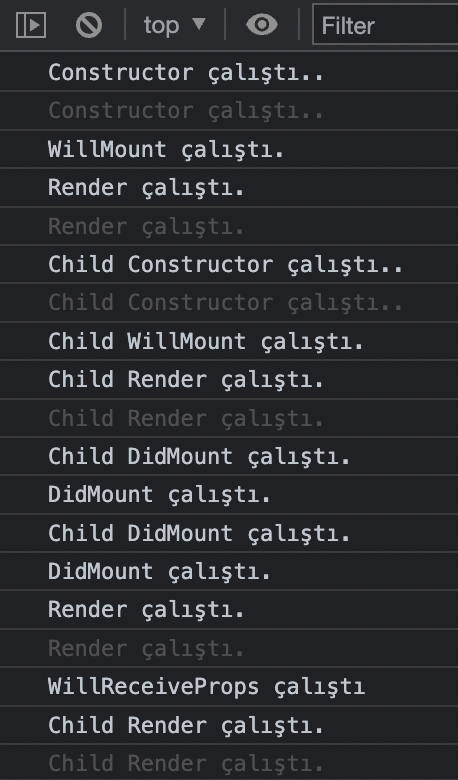 top ▼ Filter
Constructor çalıştı..
Constructor çalıştı..
WillMount çalıştı.
Render çalıştı.
Render çalıştı.
Child Constructor çalıştı..
Child Constructor çalıştı..
Child WillMount çalıştı.
Child Render çalıştı.
Child Render çalıştı.
Child DidMount çalıştı.
DidMount çalıştı.
Child DidMount çalıştı.
DidMount çalıştı.
Render çalıştı.
Render çalıştı.
WillReceiveProps çalıştı
Child Render çalıştı.
Child Render çalıştı.